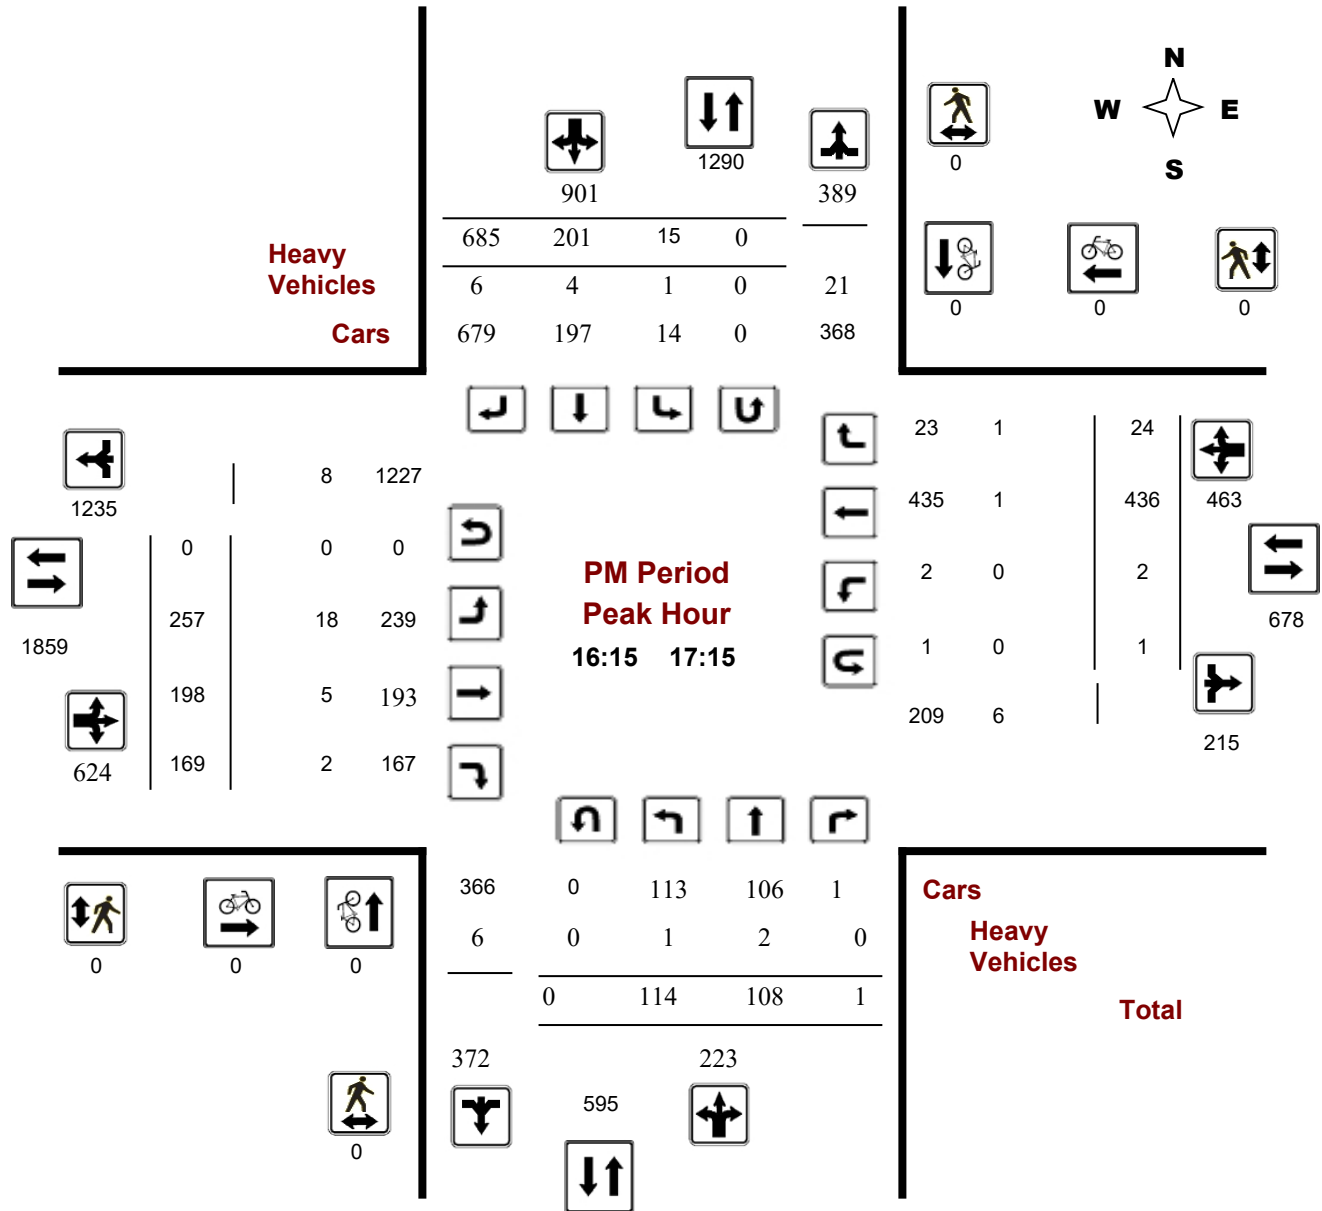 N
W E
S
0
1290
901 389
685 201 15 0
Heavy
Vehicles
6 4 1 0 21
Cars
679 197 14 0 368
0 0 0
23 1 24
435 1 436 463
2 0 2
1 0 1
678
209 6
215
8 1227
1235
0 0 0
257 18 239
1859
198 5 193
624
169 2 167
PM Period
Peak Hour
16:15 17:15
366 0 113 106 1
6 0 1 2 0
0 114 108 1
372 223
595
Cars
Heavy
Vehicles
Total
0 0 0
0